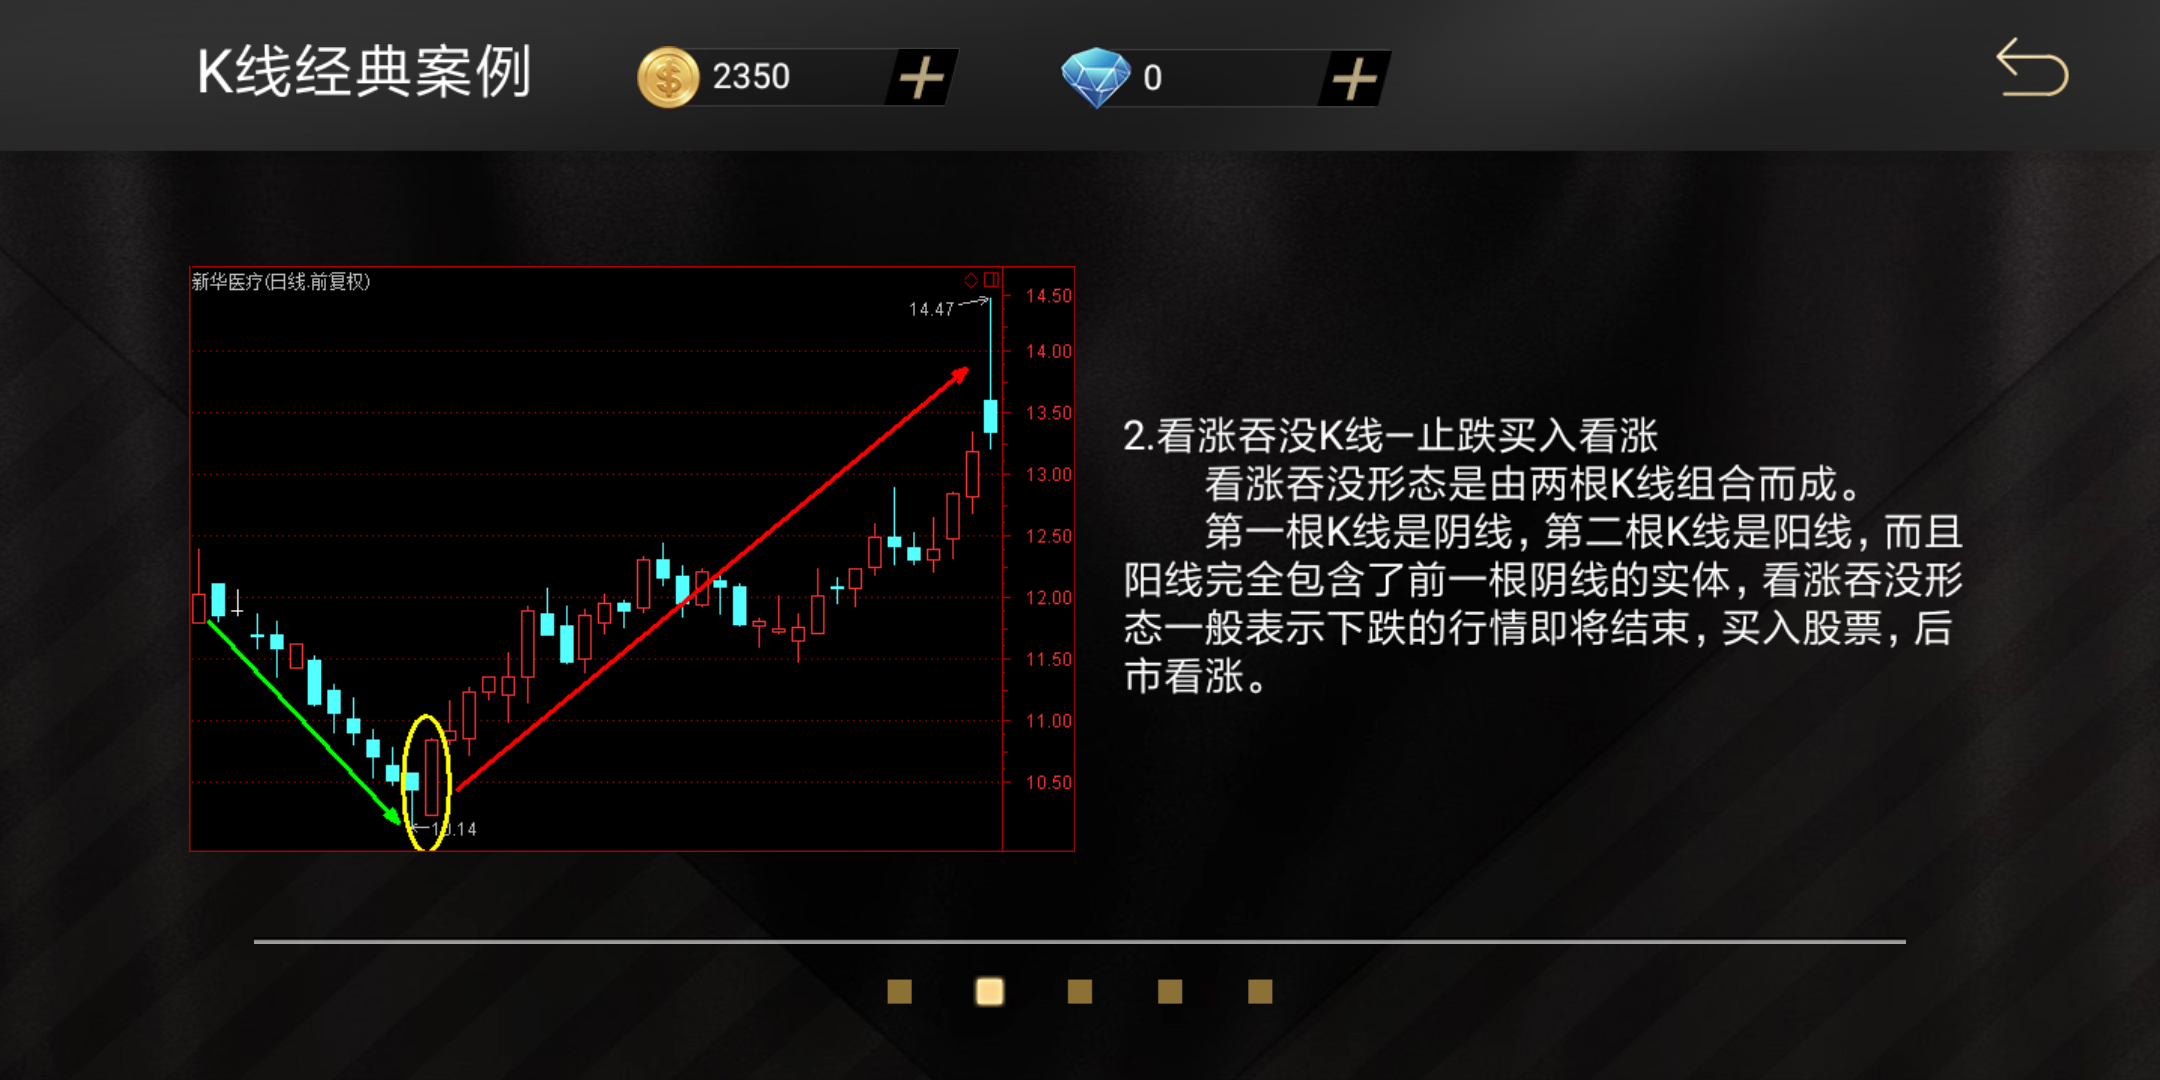 K线经典案例
2350
0
新华医疗(日线.前复权)
14.47
14.50
14.00
13.50
13.00
12.50
12.00
11.50
11.00
10.50
10.14
2.看涨吞没K线—止跌买入看涨
看涨吞没形态是由两根K线组合而成。
第一根K线是阴线，第二根K线是阳线，而且
阳线完全包含了前一根阴线的实体，看涨吞没形
态一般表示下跌的行情即将结束，买入股票，后
市看涨。